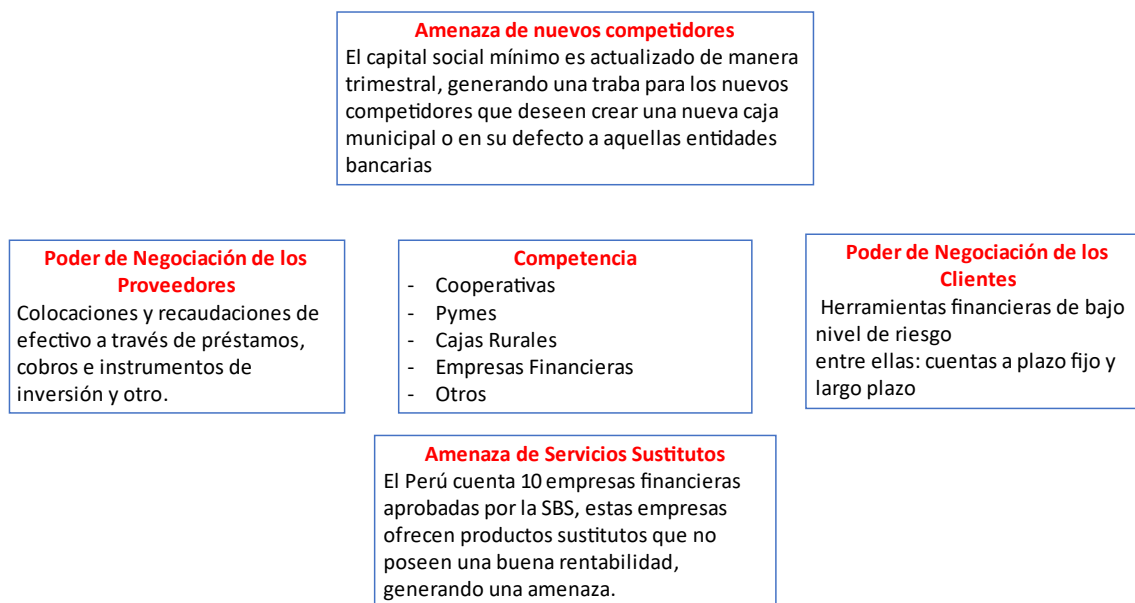 Amenaza de nuevos competidores
El capital social mínimo es actualizado de manera
trimestral, generando una traba para los nuevos
competidores que deseen crear una nueva caja
municipal o en su defecto a aquellas entidades
bancarias
Poder de Negociación de los
Proveedores
Colocaciones y recaudaciones de
efectivo a través de préstamos,
cobros e instrumentos de
inversión y otro.
Competencia
- Cooperativas
- Pymes
- Cajas Rurales
- Empresas Financieras
- Otros
Poder de Negociación de los
Clientes
Herramientas financieras de bajo
nivel de riesgo
entre ellas: cuentas a plazo fijo y
largo plazo
Amenaza de Servicios Sustitutos
El Perú cuenta 10 empresas financieras
aprobadas por la SBS, estas empresas
ofrecen productos sustitutos que no
poseen una buena rentabilidad,
generando una amenaza.